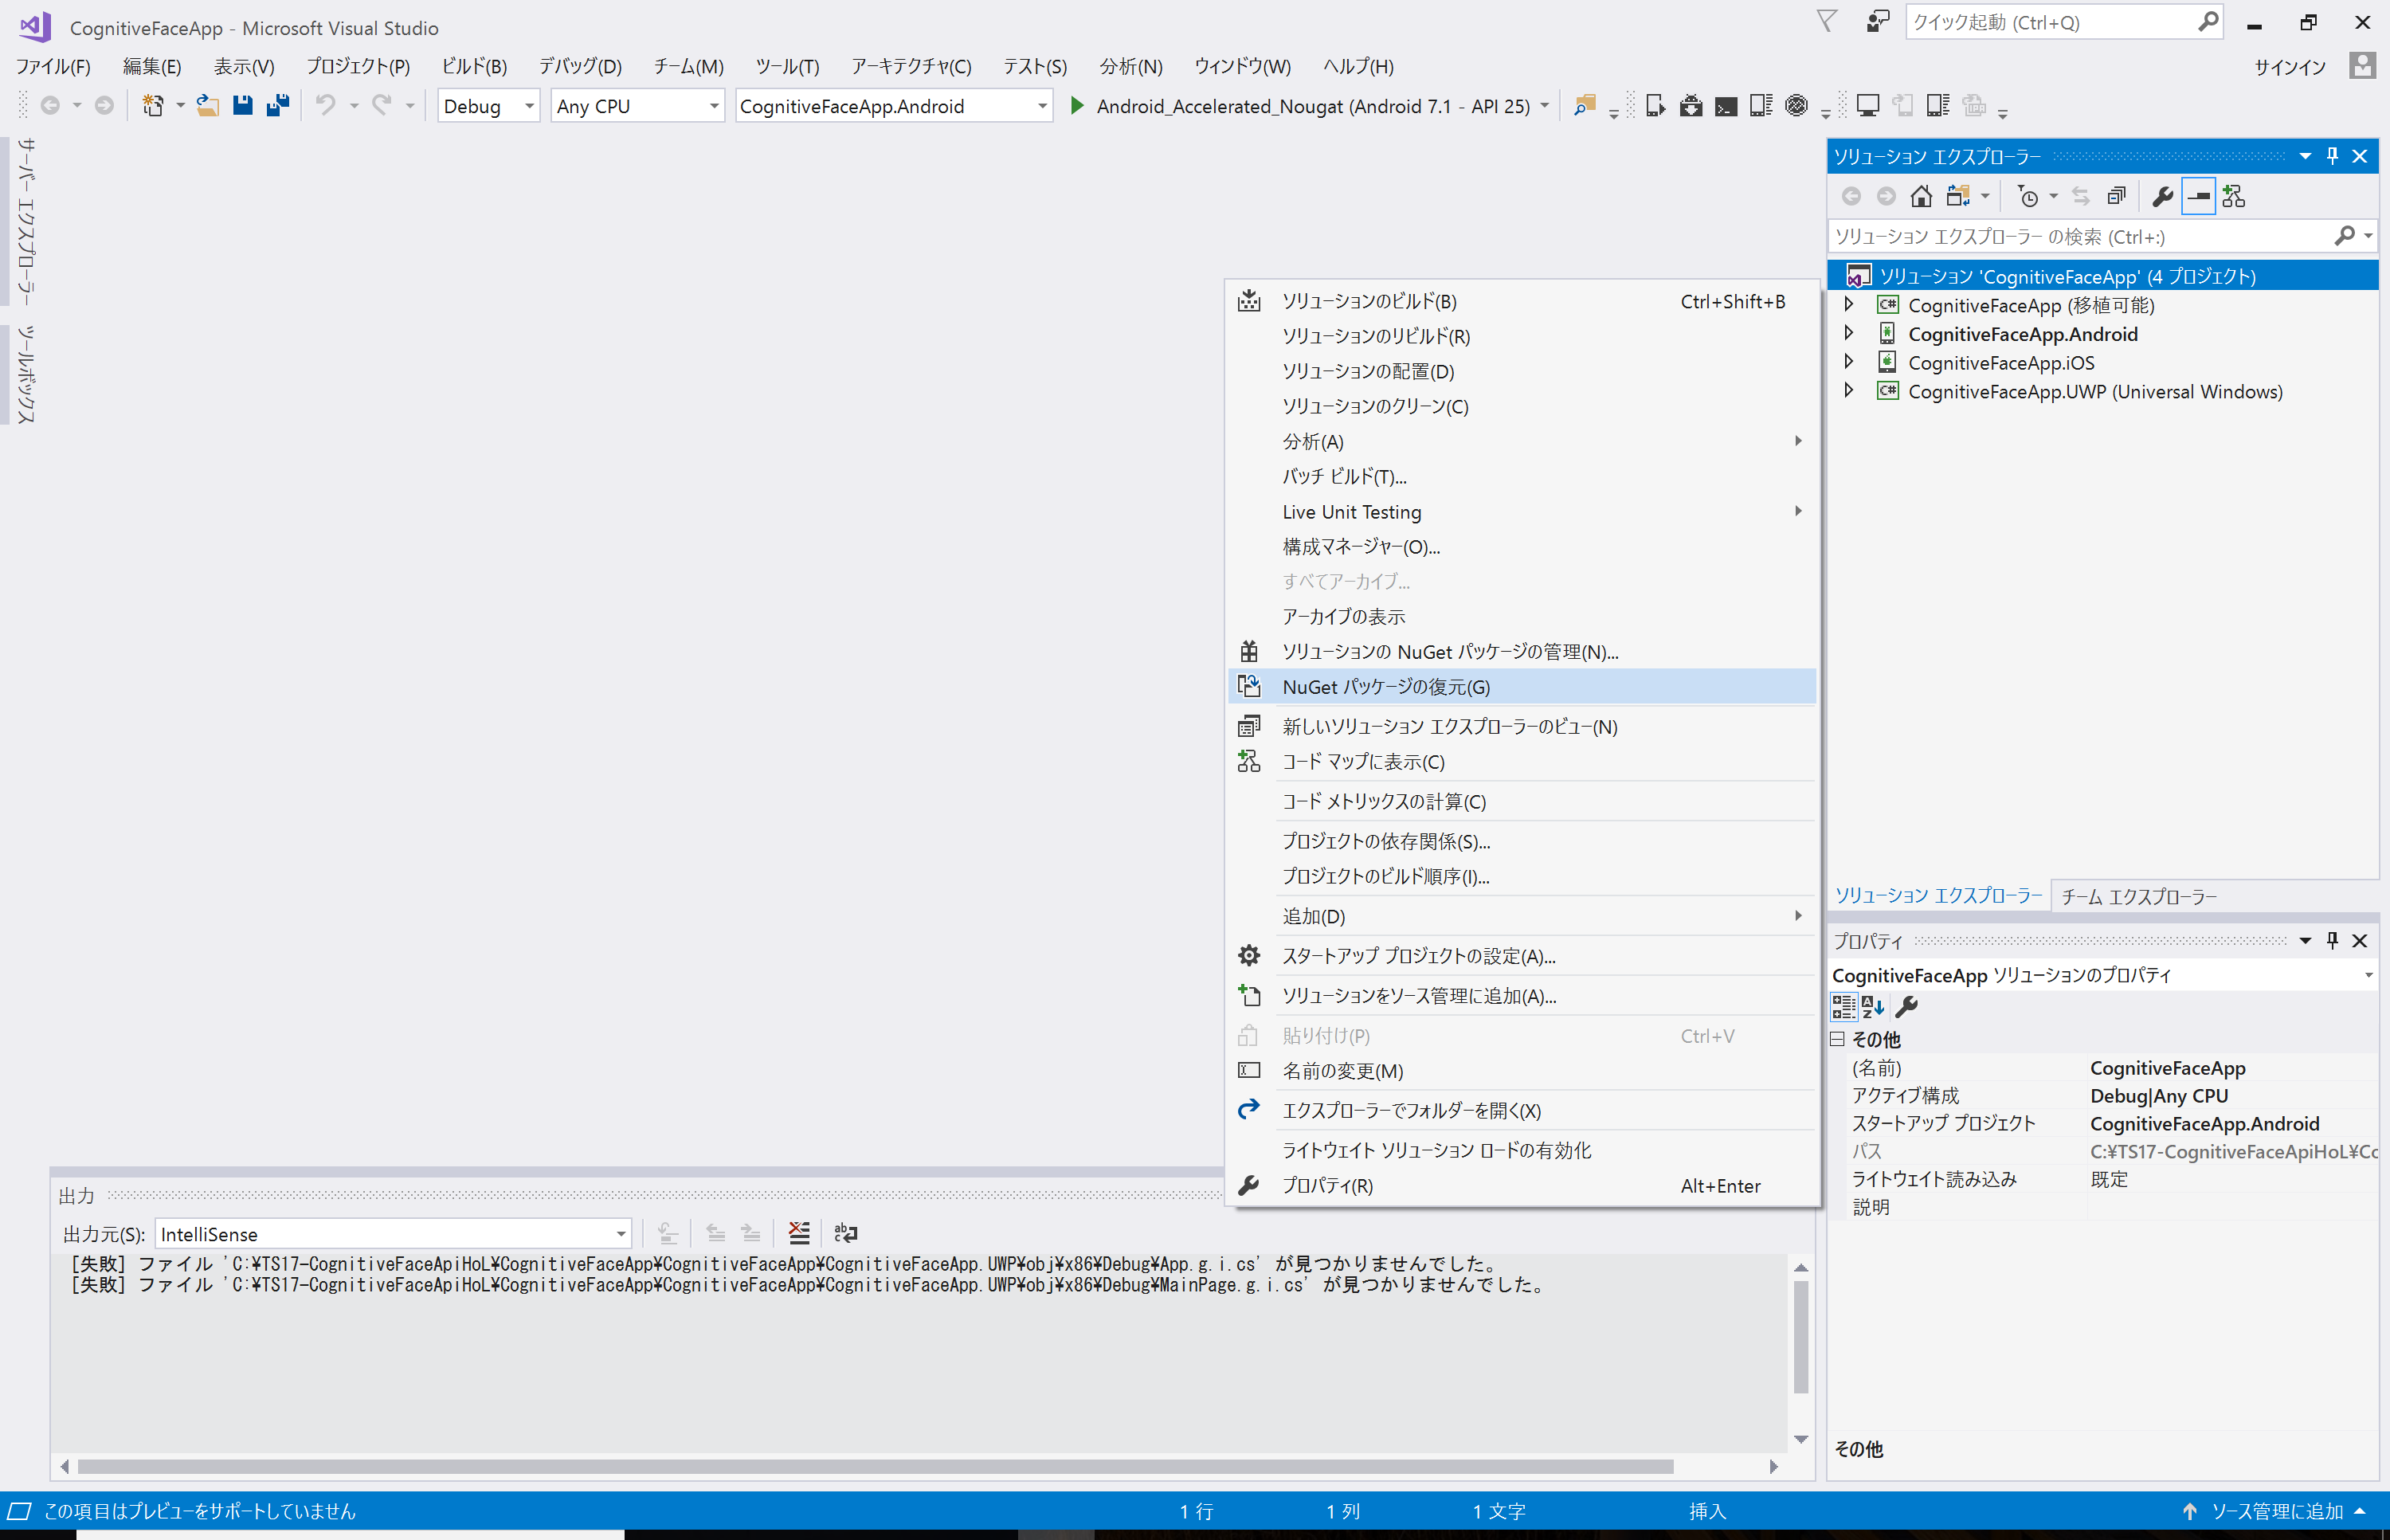 CognitiveFaceApp - Microsoft Visual Studio
クイック起動 (Ctrl+Q)
ファイル(F) 編集(E) 表示(V) プロジェクト(P) ビルド(B) デバッグ(D) チーム(M) ツール(T) アーキテクチャ(C) テスト(S) 分析(N) ウィンドウ(W) ヘルプ(H)
サインイン
Debug Any CPU CognitiveFaceApp.Android Android_Accelerated_Nougat (Android 7.1 - API 25)
サーバー エクスプローラー
ツールボックス
ソリューション エクスプローラー
ソリューション エクスプローラー の検索 (Ctrl+:)
ソリューション 'CognitiveFaceApp' (4 プロジェクト)
CognitiveFaceApp (移植可能)
CognitiveFaceApp.Android
CognitiveFaceApp.iOS
CognitiveFaceApp.UWP (Universal Windows)
ソリューションのビルド(B) Ctrl+Shift+B
ソリューションのリビルド(R)
ソリューションの配置(D)
ソリューションのクリーン(C)
分析(A)
バッチ ビルド(T)...
Live Unit Testing
構成マネージャー(O)...
すべてアーカイブ...
アーカイブの表示
ソリューションの NuGet パッケージの管理(N)...
NuGet パッケージの復元(G)
新しいソリューション エクスプローラーのビュー(N)
コード マップに表示(C)
コード メトリックスの計算(C)
プロジェクトの依存関係(S)...
プロジェクトのビルド順序(I)...
追加(D)
スタートアップ プロジェクトの設定(A)...
ソリューションをソース管理に追加(A)...
貼り付け(P) Ctrl+V
名前の変更(M)
エクスプローラーでフォルダーを開く(X)
ライトウェイト ソリューション ロードの有効化
プロパティ(R) Alt+Enter
ソリューション エクスプローラー チーム エクスプローラー
プロパティ
CognitiveFaceApp ソリューションのプロパティ
その他
(名前) CognitiveFaceApp
アクティブ構成 Debug|Any CPU
スタートアップ プロジェクト CognitiveFaceApp.Android
パス C:¥TS17-CognitiveFaceApiHoL¥Cc
ライトウェイト読み込み 既定
説明
その他
出力
出力元(S): IntelliSense
[失敗] ファイル 'C:¥TS17-CognitiveFaceApiHoL¥CognitiveFaceApp¥CognitiveFaceApp¥CognitiveFaceApp.UWP¥obj¥x86¥Debug¥App.g.i.cs' が見つかりませんでした。
[失敗] ファイル 'C:¥TS17-CognitiveFaceApiHoL¥CognitiveFaceApp¥CognitiveFaceApp¥CognitiveFaceApp.UWP¥obj¥x86¥Debug¥MainPage.g.i.cs' が見つかりませんでした。
この項目はプレビューをサポートしていません 1 行 1 列 1 文字 挿入 ソース管理に追加